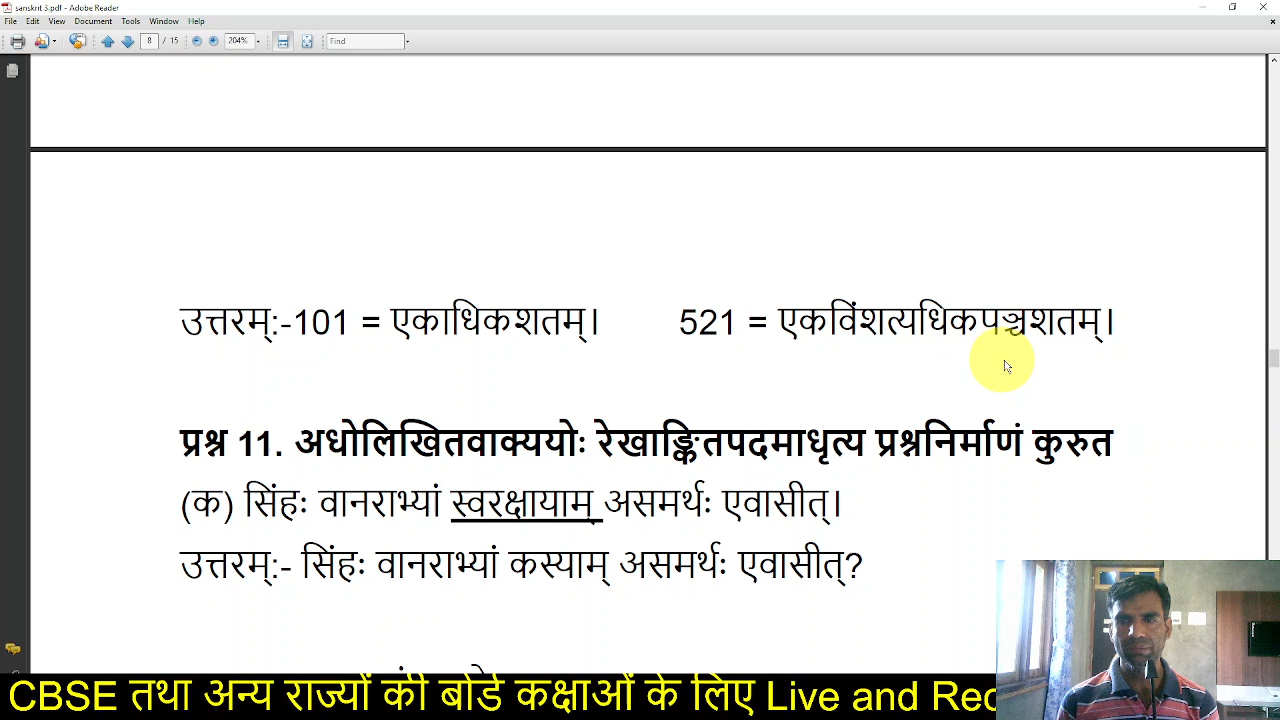 sanskrit 3.pdf - Adobe Reader
File Edit View Document Tools Window Help
8 / 15 204% Find
उत्तरम्:-101 = एकाधिकशतम्। 521 = एकविंशत्यधिकपञ्चशतम्।
प्रश्न 11. अधोलिखितवाक्ययोः रेखाङ्कितपदमाधृत्य प्रश्ननिर्माणं कुरुत
(क) सिंहः वानराभ्यां स्वरक्षायाम् असमर्थः एवासीत्।
उत्तरम्:- सिंहः वानराभ्यां कस्याम् असमर्थः एवासीत्?
CBSE तथा अन्य राज्यों की बोर्ड कक्षाओं के लिए Live and Rec